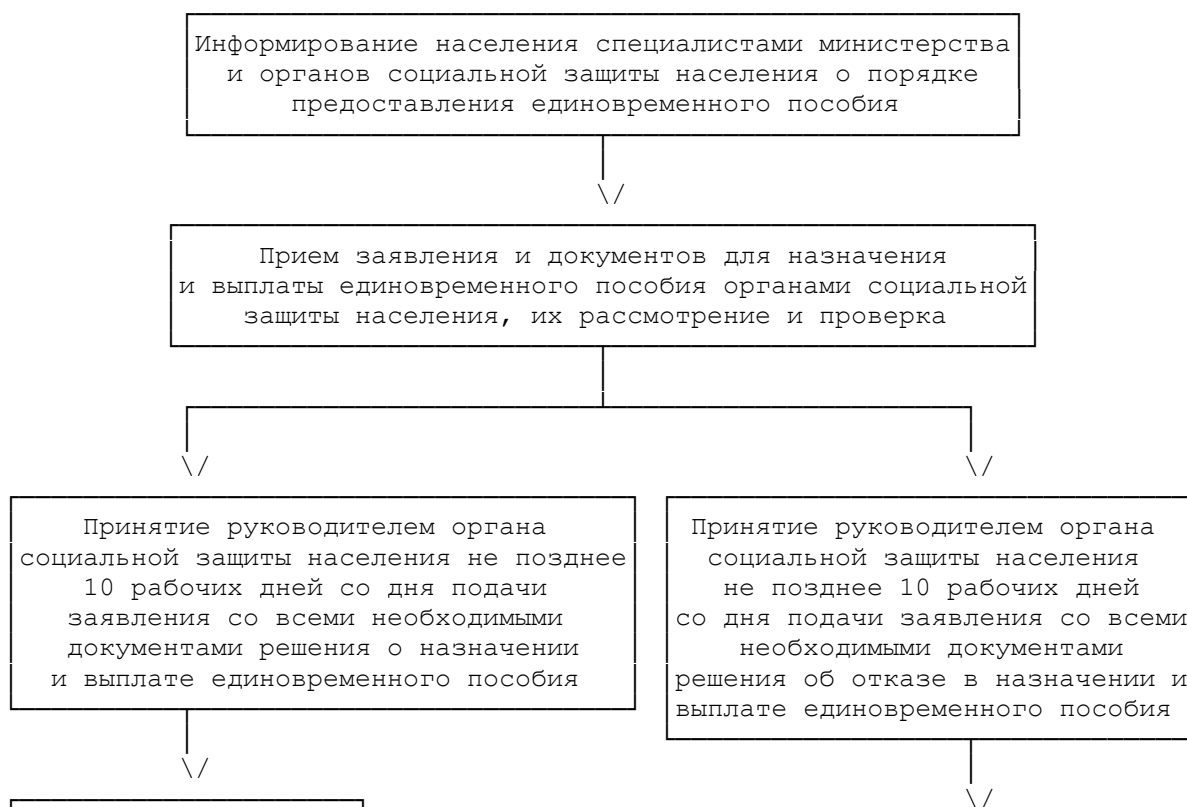 Информирование населения специалистами министерства
и органов социальной защиты населения о порядке
предоставления единовременного пособия
\/
Прием заявления и документов для назначения
и выплаты единовременного пособия органами социальной
защиты населения, их рассмотрение и проверка
\/
\/
Принятие руководителем органа
социальной защиты населения не позднее
10 рабочих дней со дня подачи
заявления со всеми необходимыми
документами решения о назначении
и выплате единовременного пособия
\/
Принятие руководителем органа
социальной защиты населения
не позднее 10 рабочих дней
со дня подачи заявления со всеми
необходимыми документами
решения об отказе в назначении и
выплате единовременного пособия
\/